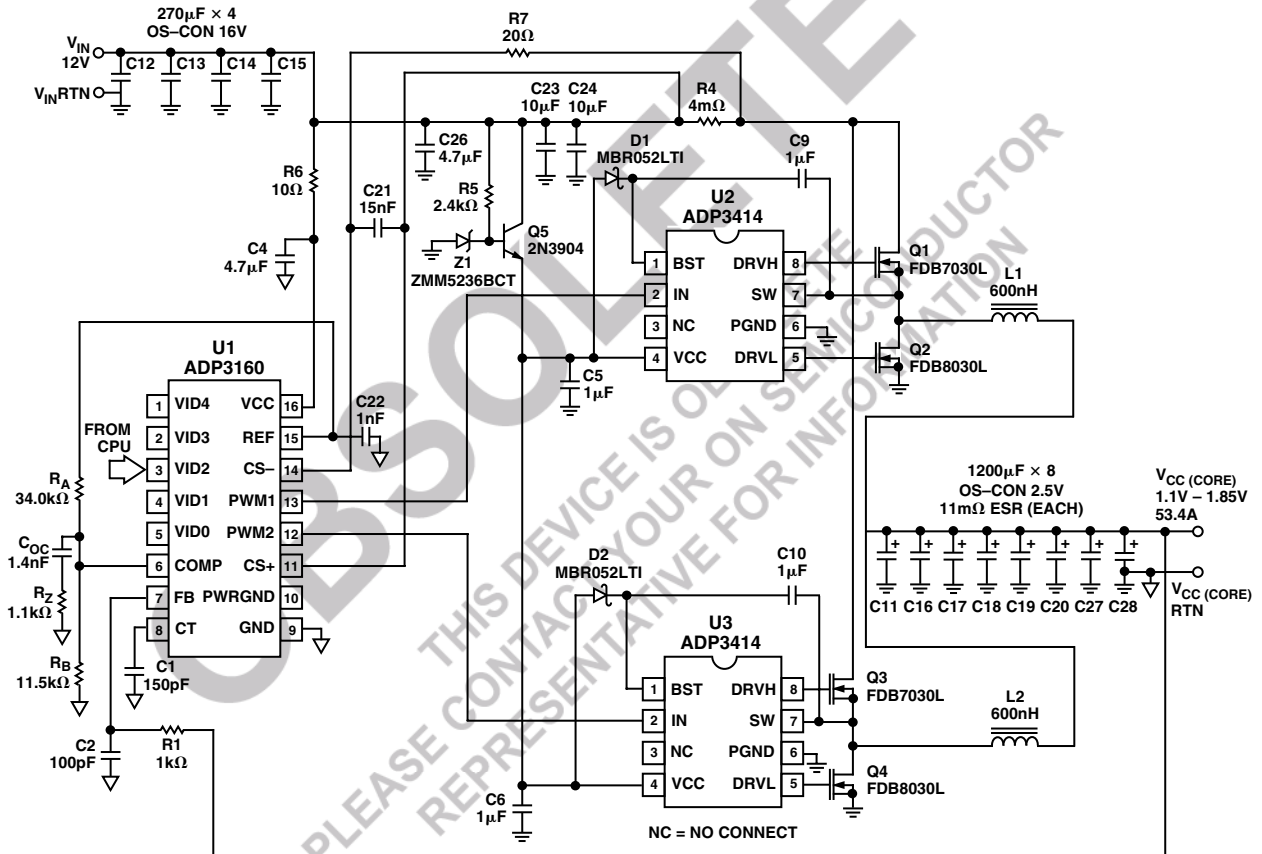 270μF × 4
OS–CON 16V
VIN
12V
VINRTN
C12
C13
C14
C15
R7
20Ω
R6
10Ω
C4
4.7μF
C21
15nF
C26
4.7μF
R5
2.4kΩ
C23
10μF
C24
10μF
R4
4mΩ
Z1
ZMM5236BCT
Q5
2N3904
D1
MBR052LTI
C9
1μF
U2
ADP3414
1 BST
2 IN
3 NC
4 VCC
DRVH 8
SW 7
PGND 6
DRVL 5
Q1
FDB7030L
Q2
FDB8030L
L1
600nH
C5
1μF
U1
ADP3160
FROM
CPU
1 VID4
2 VID3
3 VID2
4 VID1
5 VID0
6 COMP
7 FB
8 CT
VCC 16
REF 15
CS– 14
PWM1 13
PWM2 12
CS+ 11
PWRGND 10
GND 9
C22
1nF
RA
34.0kΩ
COC
1.4nF
RZ
1.1kΩ
RB
11.5kΩ
C1
150pF
C2
100pF
R1
1kΩ
1200μF × 8
OS–CON 2.5V
11mΩ ESR (EACH)
VCC (CORE)
1.1V – 1.85V
53.4A
+ + + + + + + +
C11 C16 C17 C18 C19 C20 C27 C28
VCC (CORE)
RTN
D2
MBR052LTI
C10
1μF
U3
ADP3414
1 BST
2 IN
3 NC
4 VCC
DRVH 8
SW 7
PGND 6
DRVL 5
Q3
FDB7030L
Q4
FDB8030L
L2
600nH
C6
1μF
NC = NO CONNECT
OBSOLETE
THIS DEVICE IS OBSOLETE
PLEASE CONTACT YOUR ON SEMICONDUCTOR
REPRESENTATIVE FOR INFORMATION